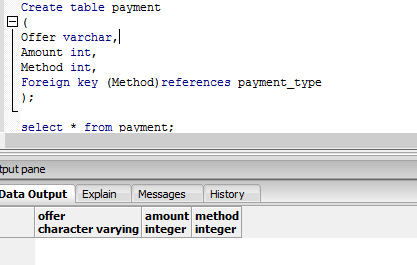 Create table payment
(
Offer varchar,
Amount int,
Method int,
Foreign key (Method)references payment_type
);
select * from payment;
tput pane
Data Output Explain Messages History
offer amount method
character varying integer integer